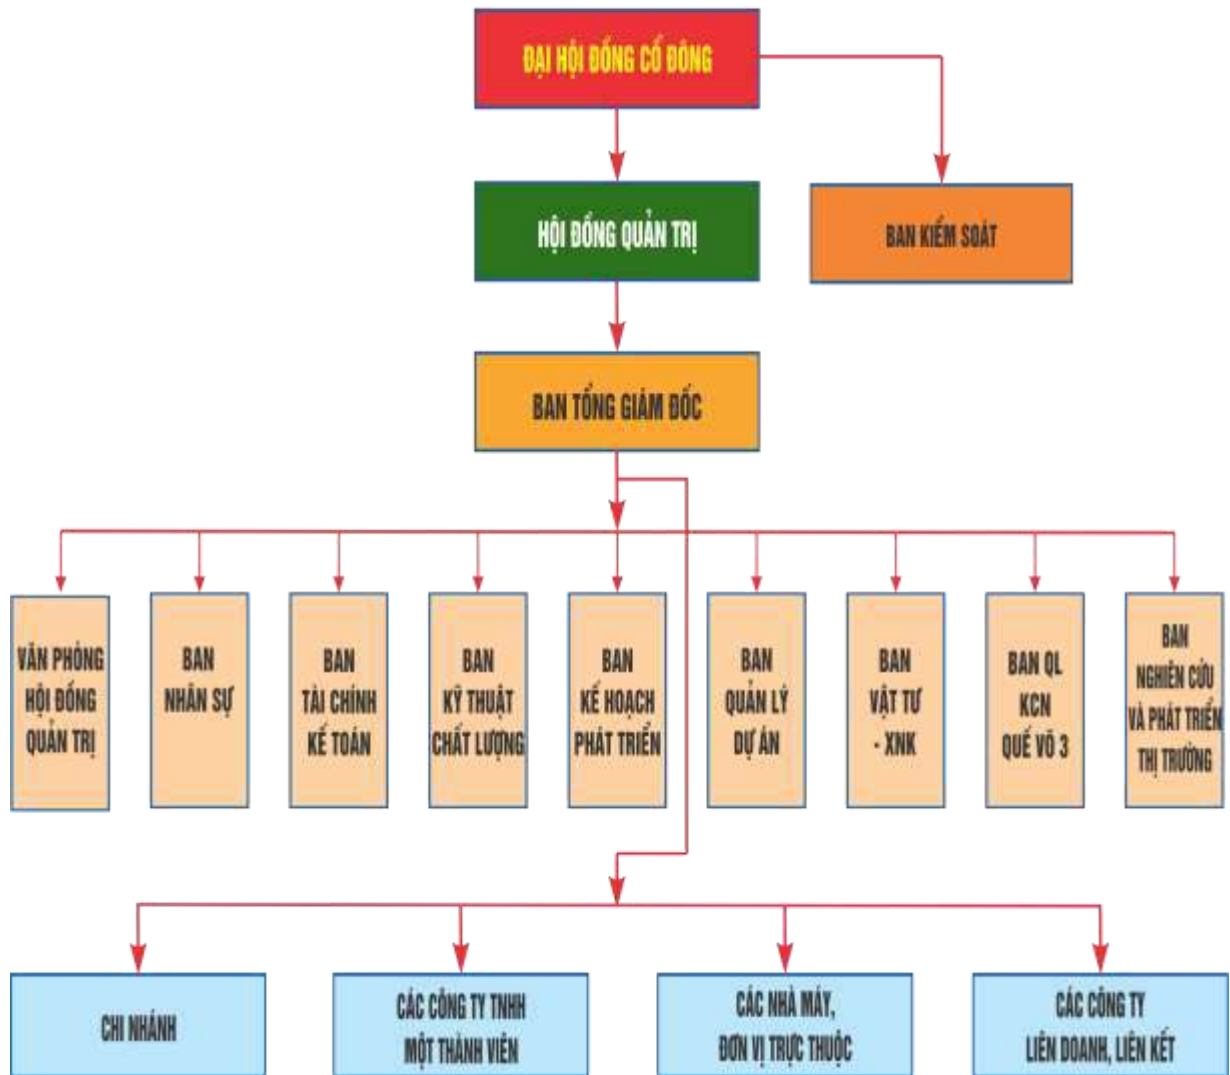 ĐẠI HỘI ĐỒNG CỔ ĐÔNG
HỘI ĐỒNG QUẢN TRỊ
BAN KIỂM SOÁT
BAN TỔNG GIÁM ĐỐC
VĂN PHÒNG
HỘI ĐỒNG
QUẢN TRỊ
BAN
NHÂN SỰ
BAN
TÀI CHÍNH
KẾ TOÁN
BAN
KỸ THUẬT
CHẤT LƯỢNG
BAN
KẾ HOẠCH
PHÁT TRIỂN
BAN
QUẢN LÝ
DỰ ÁN
BAN
VẬT TƯ
- XNK
BAN QL
KCN
QUẾ VÕ 3
BAN
NGHIÊN CỨU
VÀ PHÁT TRIỂN
THỊ TRƯỜNG
CHI NHÁNH
CÁC CÔNG TY TNHH
MỘT THÀNH VIÊN
CÁC NHÀ MÁY,
ĐƠN VỊ TRỰC THUỘC
CÁC CÔNG TY
LIÊN DOANH, LIÊN KẾT